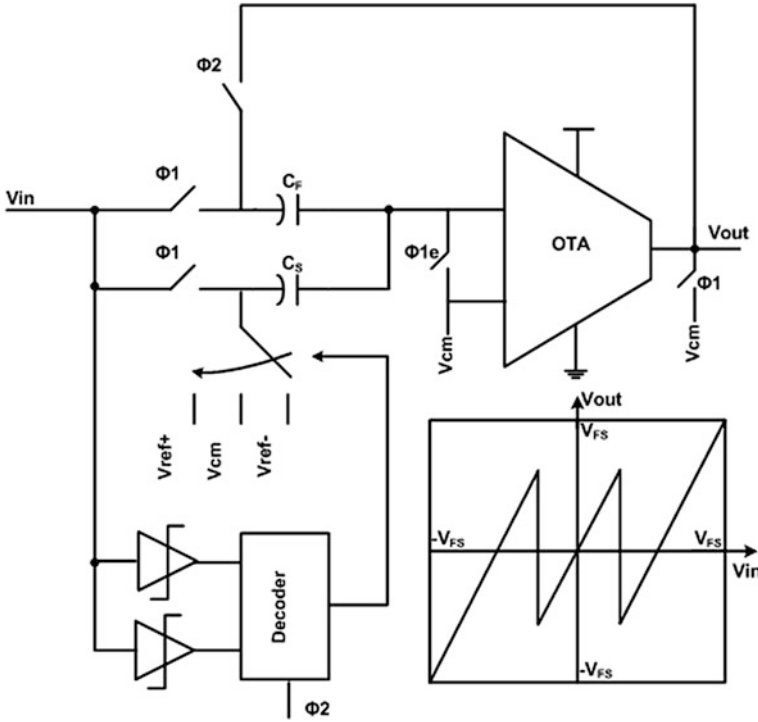 Φ2
Φ1
Vin
C_F
Φ1
C_S
OTA
Vout
Φ1e
Φ1
Vcm
Vcm
Vref+
Vcm
Vref-
Decoder
Φ2
Vout
V_FS
-V_FS
V_FS
Vin
-V_FS